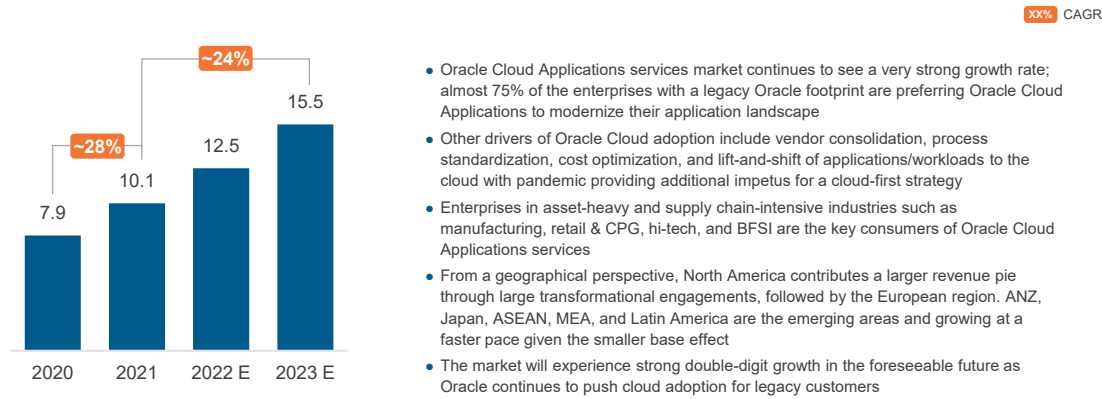 XX% CAGR
~24%
15.5
12.5
~28%
10.1
7.9
2020 2021 2022 E 2023 E
● Oracle Cloud Applications services market continues to see a very strong growth rate;
almost 75% of the enterprises with a legacy Oracle footprint are preferring Oracle Cloud
Applications to modernize their application landscape
● Other drivers of Oracle Cloud adoption include vendor consolidation, process
standardization, cost optimization, and lift-and-shift of applications/workloads to the
cloud with pandemic providing additional impetus for a cloud-first strategy
● Enterprises in asset-heavy and supply chain-intensive industries such as
manufacturing, retail & CPG, hi-tech, and BFSI are the key consumers of Oracle Cloud
Applications services
● From a geographical perspective, North America contributes a larger revenue pie
through large transformational engagements, followed by the European region. ANZ,
Japan, ASEAN, MEA, and Latin America are the emerging areas and growing at a
faster pace given the smaller base effect
● The market will experience strong double-digit growth in the foreseeable future as
Oracle continues to push cloud adoption for legacy customers